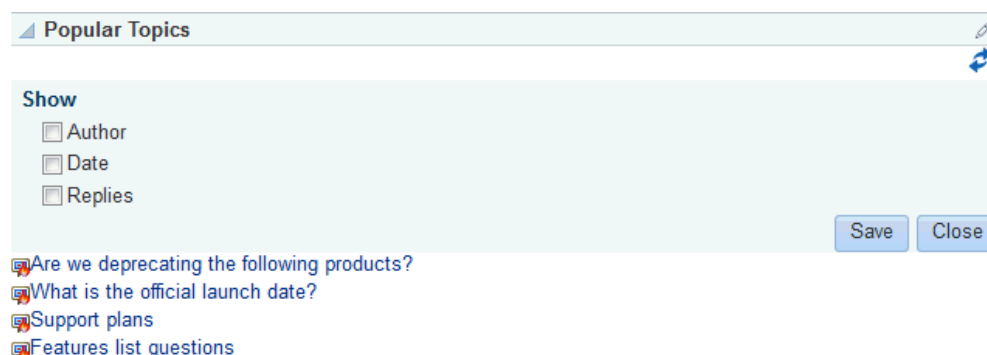 Popular Topics
Show
Author
Date
Replies
Save Close
Are we deprecating the following products?
What is the official launch date?
Support plans
Features list questions